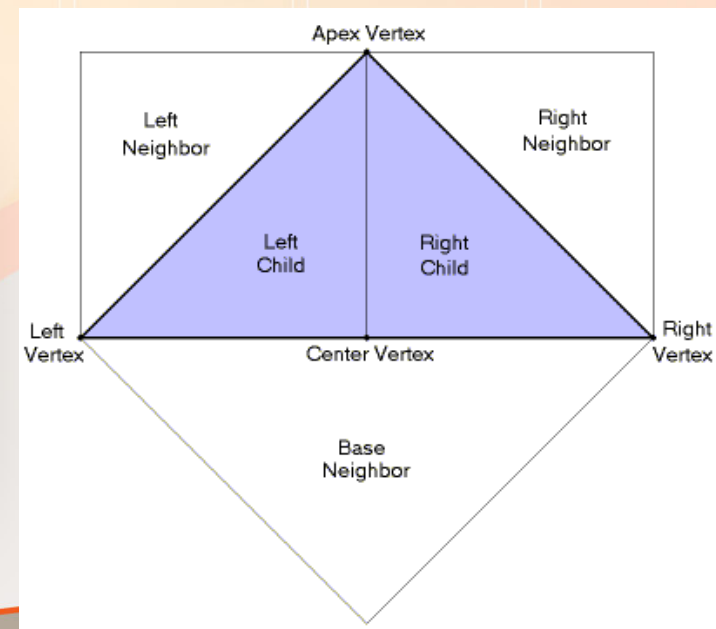 Apex Vertex
Left
Neighbor
Right
Neighbor
Left
Child
Right
Child
Left
Vertex
Center Vertex
Right
Vertex
Base
Neighbor